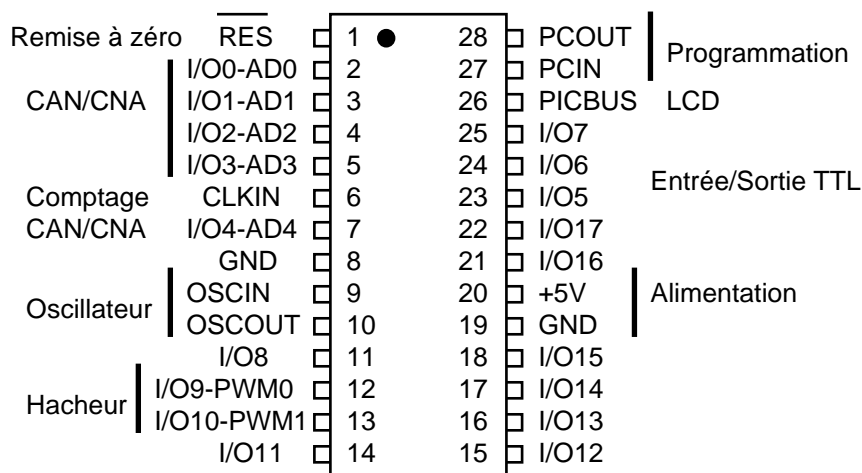 Remise à zéro RES 1 28 PCOUT Programmation
I/O0-AD0 2 27 PCIN
CAN/CNA I/O1-AD1 3 26 PICBUS LCD
I/O2-AD2 4 25 I/O7
I/O3-AD3 5 24 I/O6
Entrée/Sortie TTL
Comptage CLKIN 6 23 I/O5
CAN/CNA I/O4-AD4 7 22 I/O17
GND 8 21 I/O16
Oscillateur OSCIN 9 20 +5V Alimentation
OSCOUT 10 19 GND
I/O8 11 18 I/O15
Hacheur I/O9-PWM0 12 17 I/O14
I/O10-PWM1 13 16 I/O13
I/O11 14 15 I/O12